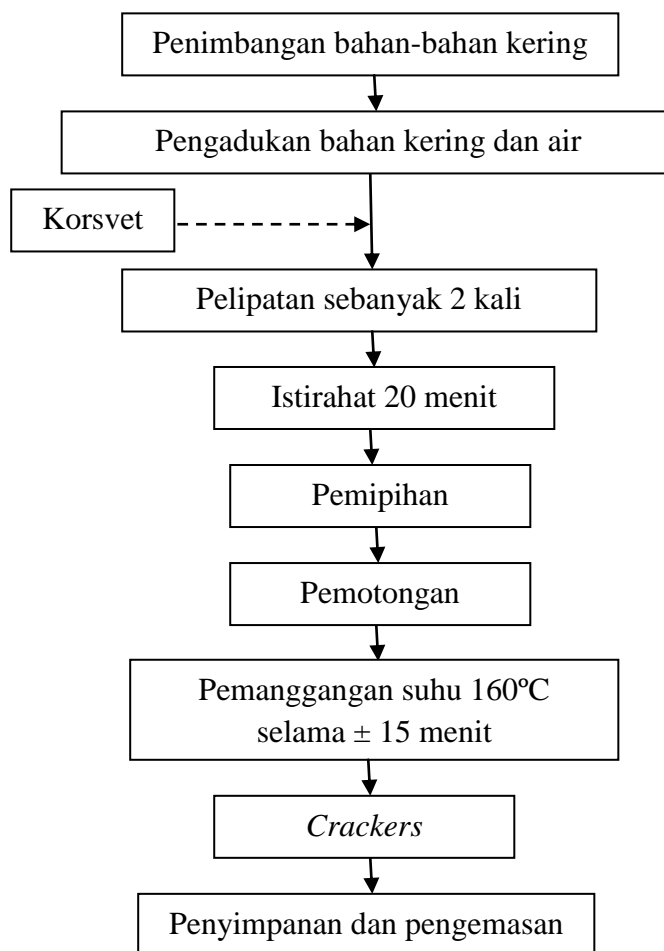 Penimbangan bahan-bahan kering
Pengadukan bahan kering dan air
Korsvet
Pelipatan sebanyak 2 kali
Istirahat 20 menit
Pemipihan
Pemotongan
Pemanggangan suhu 160ºC
selama ± 15 menit
Crackers
Penyimpanan dan pengemasan